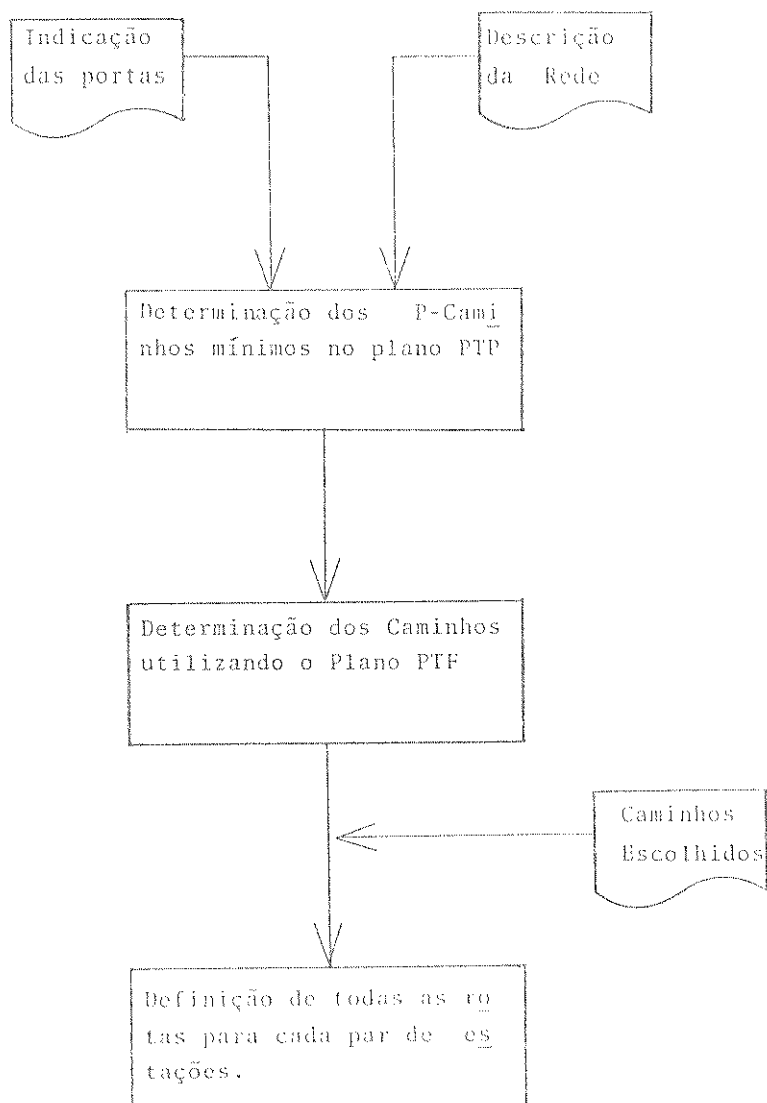 Indicação
das portas
Descrição
da Rede
Determinação dos P-Cami
nhos mínimos no plano PTP
Determinação dos Caminhos
utilizando o Plano PTF
Caminhos
Escolhidos
Definição de todas as ro
tas para cada par de es
tações.